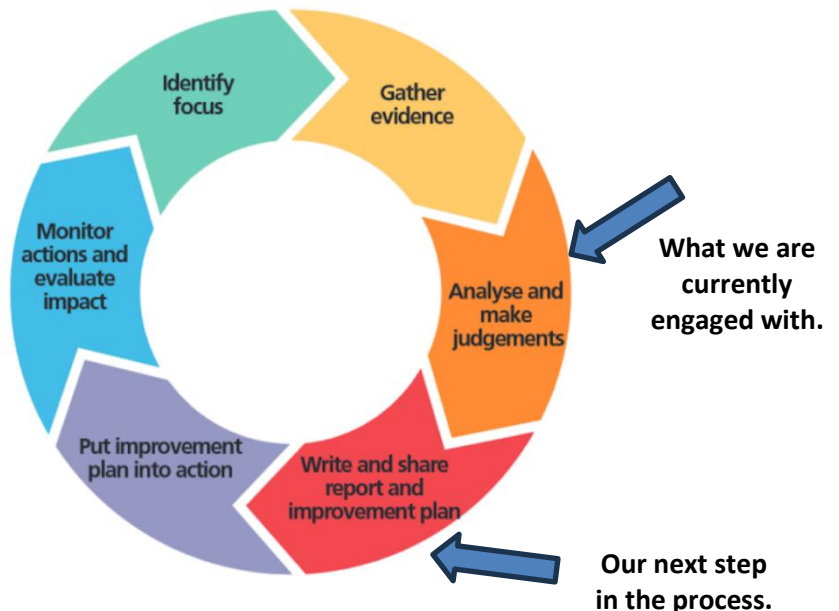 Identify
focus
Gather
evidence
Analyse and
make
judgements
What we are
currently
engaged with.
Write and share
report and
improvement plan
Our next step
in the process.
Put improvement
plan into action
Monitor
actions and
evaluate
impact